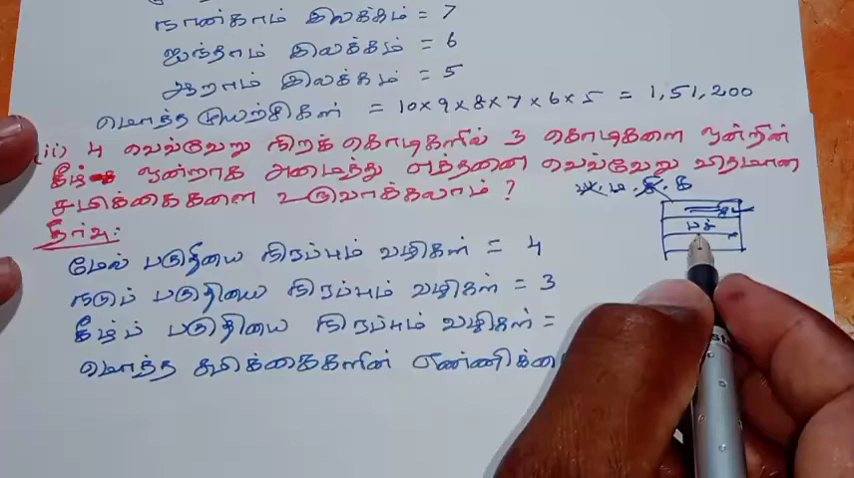 நான்காம் இலக்கம் = 7
ஐந்தாம் இலக்கம் = 6
ஆறாம் இலக்கம் = 5
மொத்த முயற்சிகள் = 10×9×8×7×6×5 = 1,51,200
(ii) 4 வெவ்வேறு நிறக் கொடிகளில் 3 கொடிகளை ஒன்றின்
கீழ் ஒன்றாக அமைத்து எத்தனை வெவ்வேறு விதமான
சமிக்கைகளை உருவாக்கலாம் ?
தீர்வு:
மேல் பகுதியை நிரப்பும் வழிகள் = 4
நடுப் பகுதியை நிரப்பும் வழிகள் = 3
கீழ்ப் பகுதியை நிரப்பும் வழிகள் =
மொத்த சமிக்கைகளின்